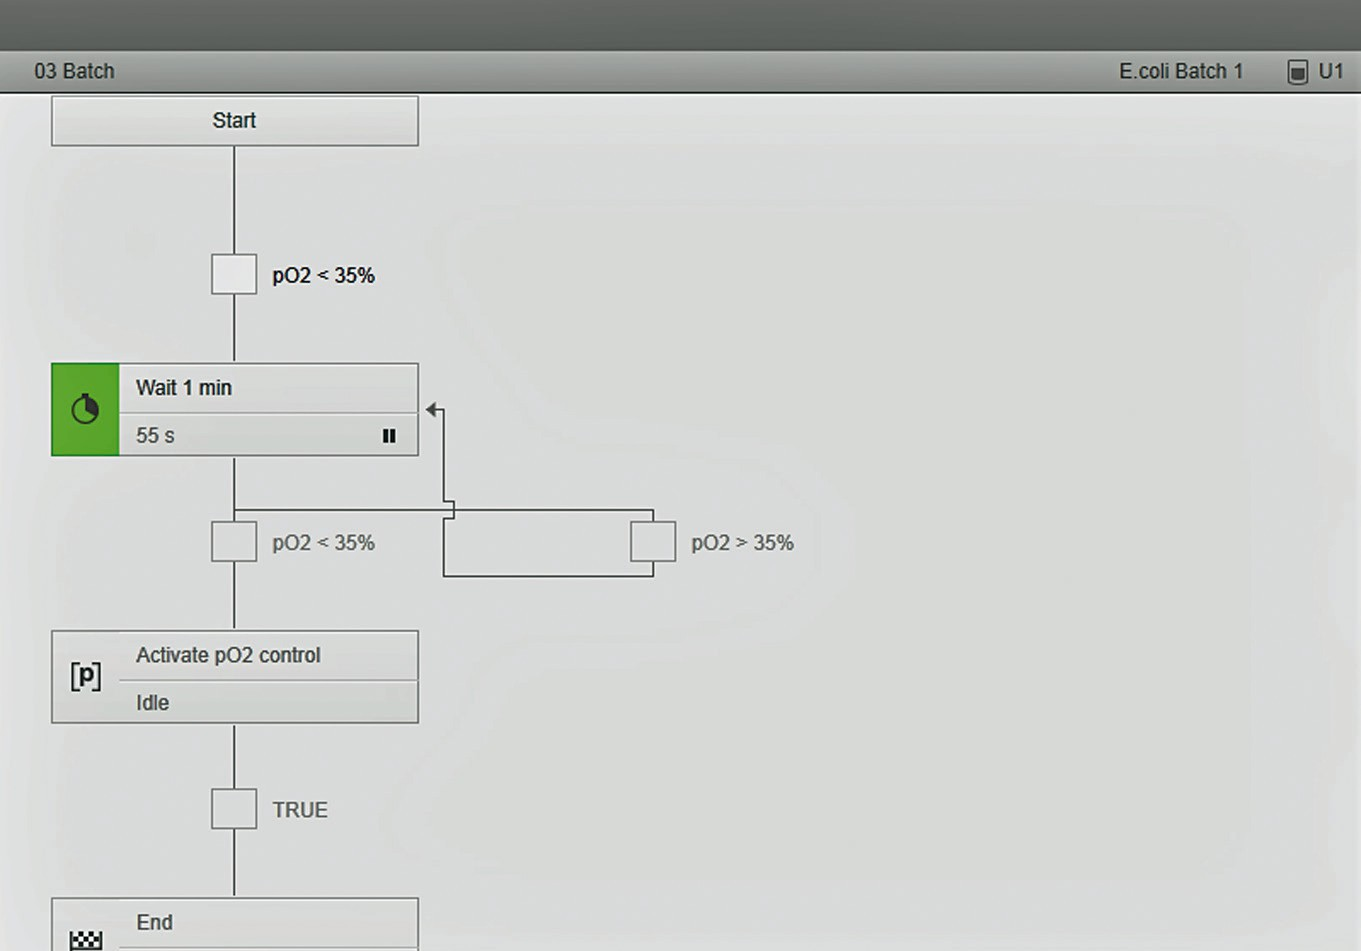 03 Batch
E.coli Batch 1
U1
Start
pO2 < 35%
Wait 1 min
55 s
pO2 < 35%
pO2 > 35%
[p]
Activate pO2 control
Idle
TRUE
End